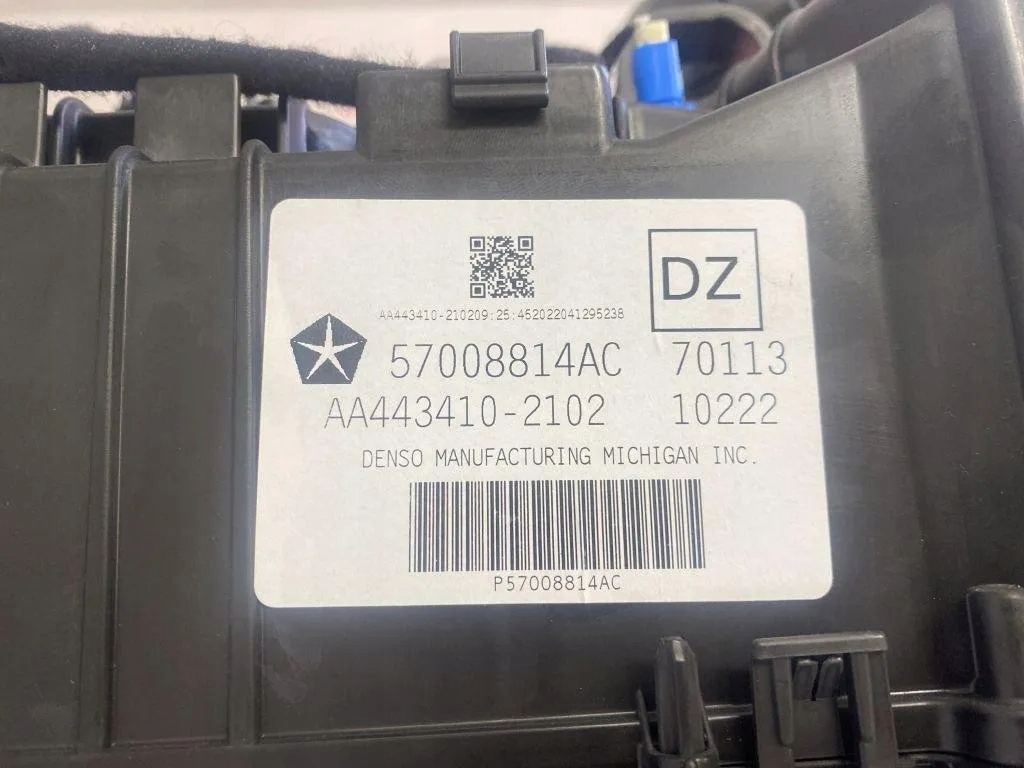 DZ
AA443410-210209:25:452022041295238
57008814AC 70113
AA443410-2102 10222
DENSO MANUFACTURING MICHIGAN INC.
P57008814AC